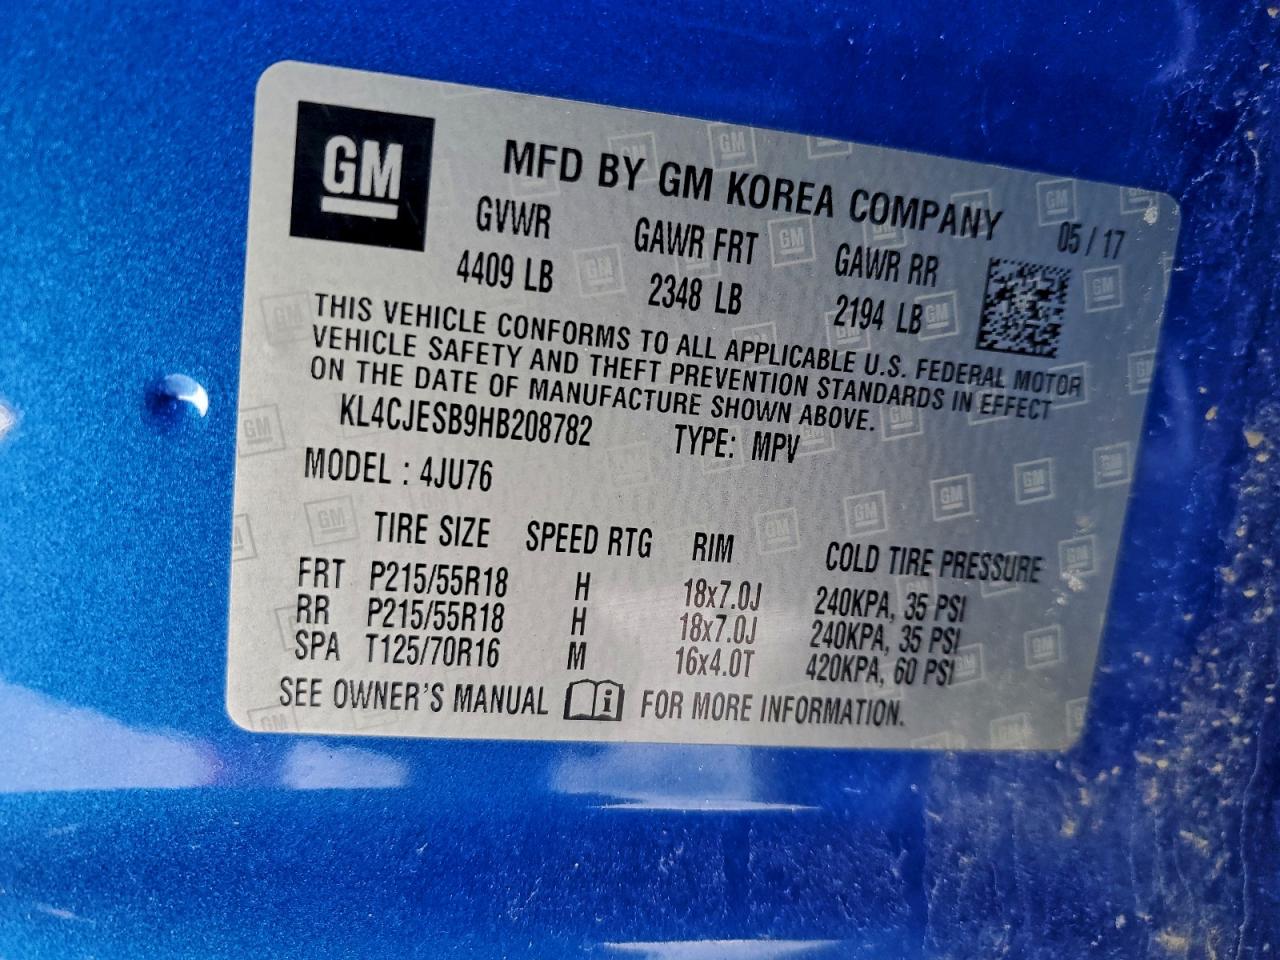 GM
MFD BY GM KOREA COMPANY
05 / 17
GVWR GAWR FRT GAWR RR
4409 LB 2348 LB 2194 LB
THIS VEHICLE CONFORMS TO ALL APPLICABLE U.S. FEDERAL MOTOR
VEHICLE SAFETY AND THEFT PREVENTION STANDARDS IN EFFECT
ON THE DATE OF MANUFACTURE SHOWN ABOVE.
KL4CJESB9HB208782 TYPE: MPV
MODEL : 4JU76
TIRE SIZE SPEED RTG RIM COLD TIRE PRESSURE
FRT P215/55R18 H 18x7.0J 240KPA, 35 PSI
RR P215/55R18 H 18x7.0J 240KPA, 35 PSI
SPA T125/70R16 M 16x4.0T 420KPA, 60 PSI
SEE OWNER'S MANUAL i FOR MORE INFORMATION.